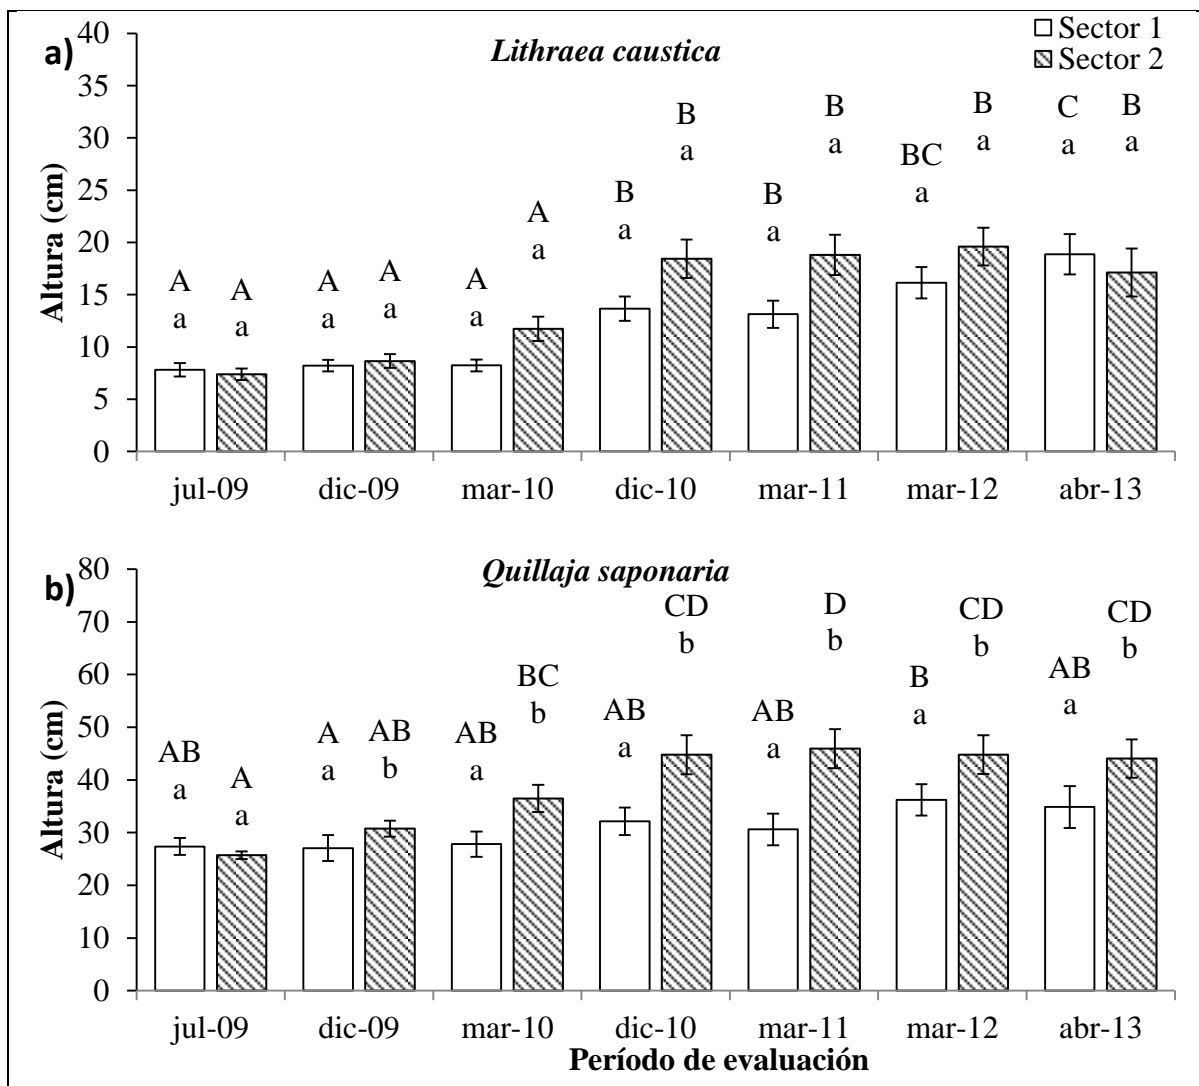 a)
Lithraea caustica
Sector 1
Sector 2
Altura (cm)
40
35
30
25
20
15
10
5
0
A
a
A
a
A
a
A
a
A
a
A
a
B
a
B
a
B
a
B
a
BC
a
B
a
C
a
B
a
jul-09
dic-09
mar-10
dic-10
mar-11
mar-12
abr-13
b)
Quillaja saponaria
Altura (cm)
80
70
60
50
40
30
20
10
0
AB
a
A
a
A
a
AB
b
AB
a
BC
b
AB
a
CD
b
AB
a
D
b
B
a
CD
b
AB
a
CD
b
jul-09
dic-09
mar-10
dic-10
mar-11
mar-12
abr-13
Período de evaluación